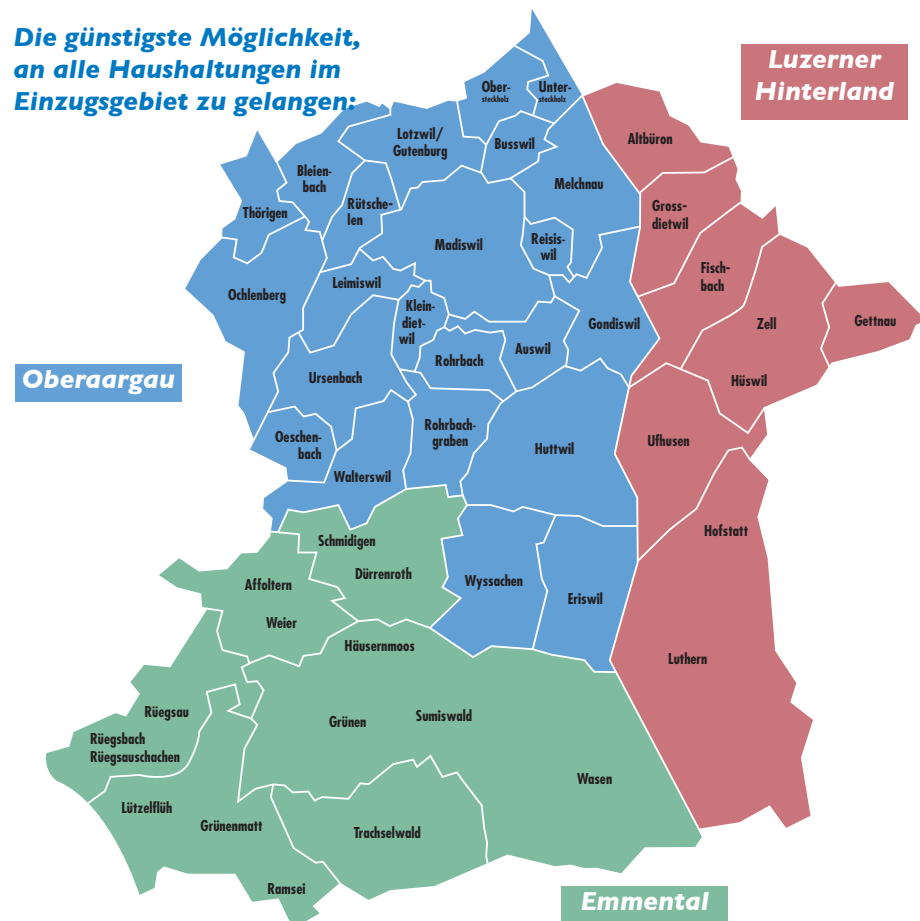 Die günstigste Möglichkeit,
an alle Haushaltungen im
Einzugsgebiet zu gelangen:
Luzerner
Hinterland
Ober-
steckholz
Unter-
steckholz
Lotzwil/
Gutenburg
Busswil
Altbüron
Bleien-
bach
Melchnau
Rütsche-
len
Thörigen
Gross-
dietwil
Madiswil
Reisis-
wil
Fisch-
bach
Leimiswil
Ochlenberg
Klein-
diet-
wil
Gondiswil
Zell
Gettnau
Auswil
Rohrbach
Oberaargau
Ursenbach
Hüswil
Rohrbach-
graben
Oeschen-
bach
Ufhusen
Huttwil
Walterswil
Hofstatt
Schmidigen
Dürrenroth
Wyssachen
Affoltern
Eriswil
Weier
Häusernmoos
Luthern
Rüegsau
Grünen
Sumiswald
Rüegsbach
Rüegsauschachen
Wasen
Lützelflüh
Grünenmatt
Trachselwald
Ramsei
Emmental